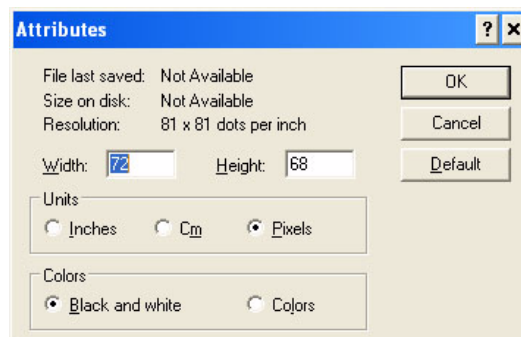 Attributes
File last saved: Not Available
Size on disk: Not Available
Resolution: 81 x 81 dots per inch
Width: 72 Height: 68
Units
Inches Cm Pixels
Colors
Black and white Colors
OK
Cancel
Default